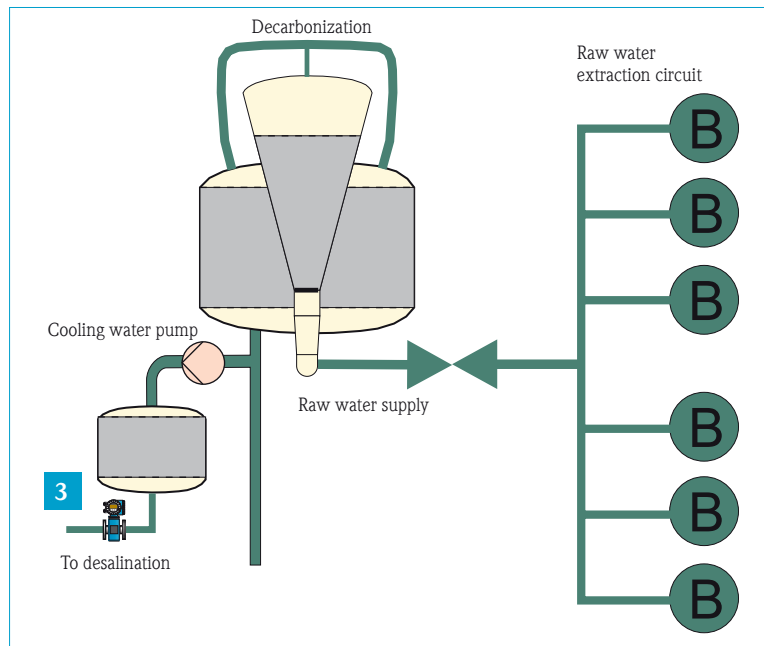 Decarbonization
Raw water
extraction circuit
B
B
B
Cooling water pump
Raw water supply
B
3
B
To desalination
B